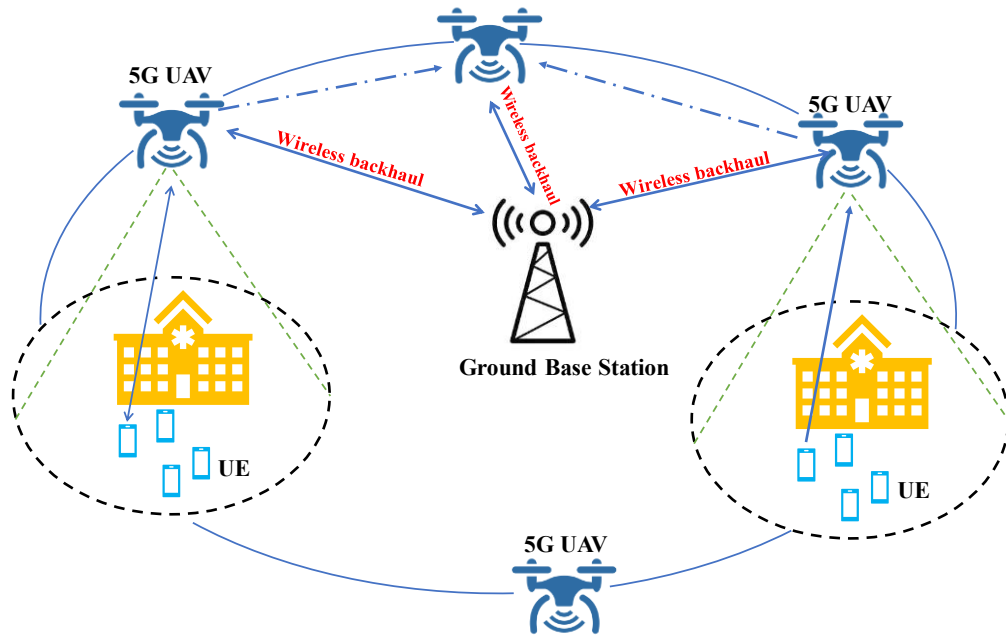 5G UAV
5G UAV
Wireless backhaul
Wireless backhaul
Wireless backhaul
Ground Base Station
UE
UE
5G UAV